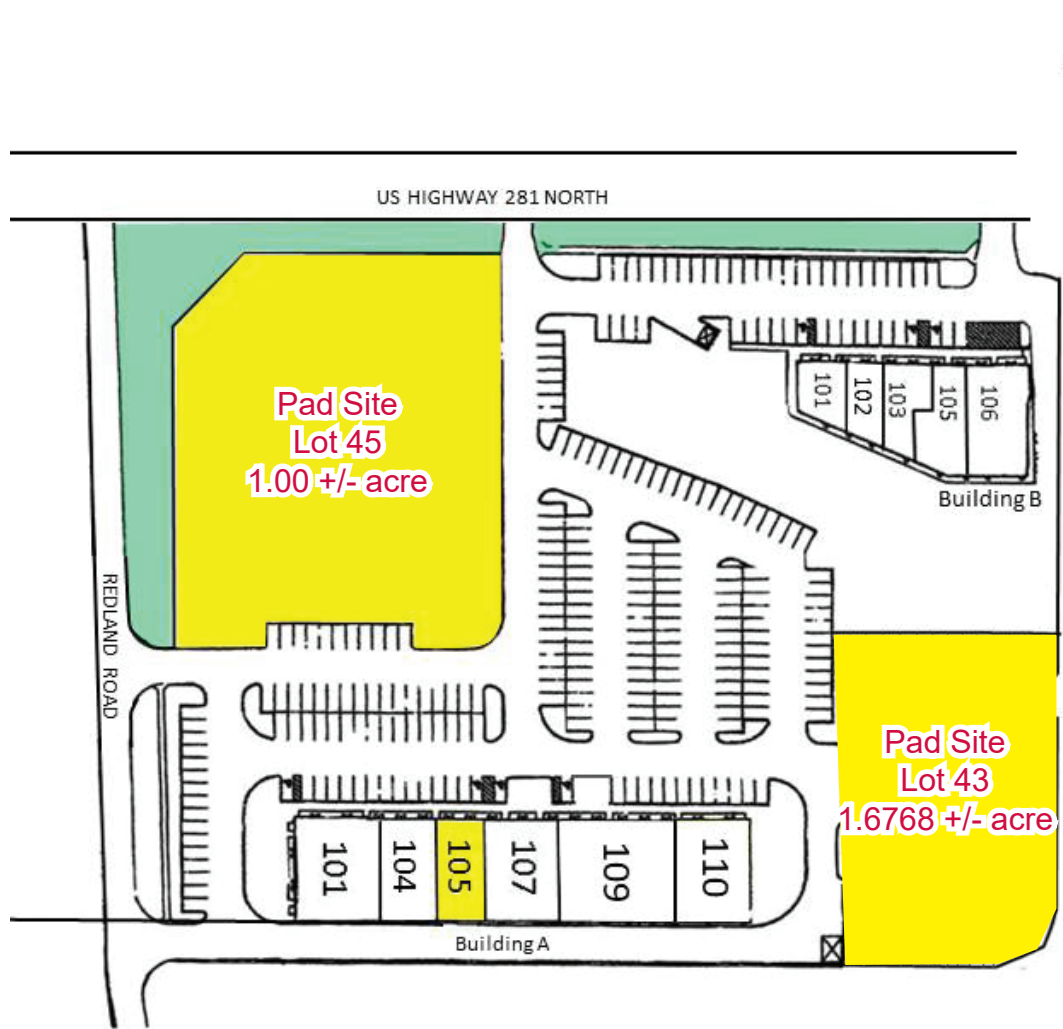 US HIGHWAY 281 NORTH
Pad Site
Lot 45
1.00 +/- acre
101
102
103
105
106
Building B
REDLAND ROAD
Pad Site
Lot 43
1.6768 +/- acre
101
104
105
107
109
110
Building A